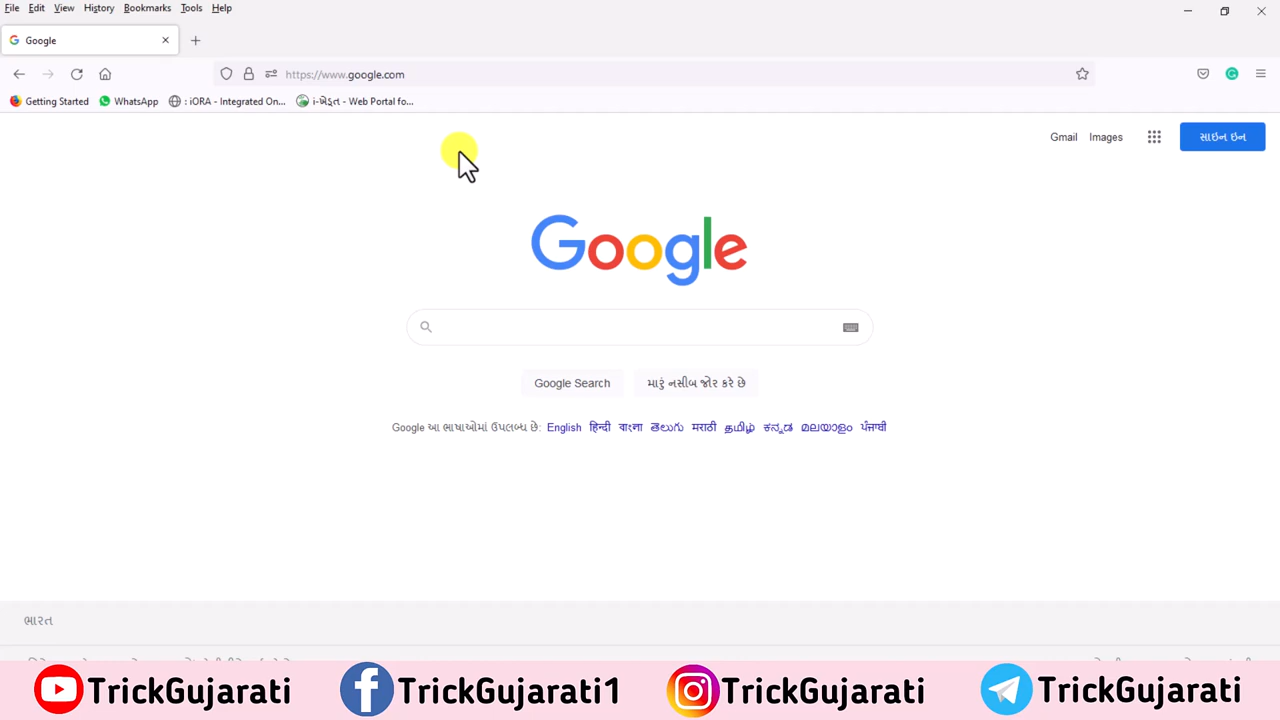 File Edit View History Bookmarks Tools Help
Google
https://www.google.com
Getting Started WhatsApp : iORA - Integrated On... i-ખેડૂત - Web Portal fo...
Gmail Images સાઇન ઇન
Google
Google Search મારું નસીબ જોર કરે છે
Google આ ભાષાઓમાં ઉપલબ્ધ છે: English हिन्दी বাংলা తెలుగు मराठी தமிழ் ಕನ್ನಡ മലയാളം ਪੰਜਾਬੀ
ભારત
TrickGujarati TrickGujarati1 TrickGujarati TrickGujarati